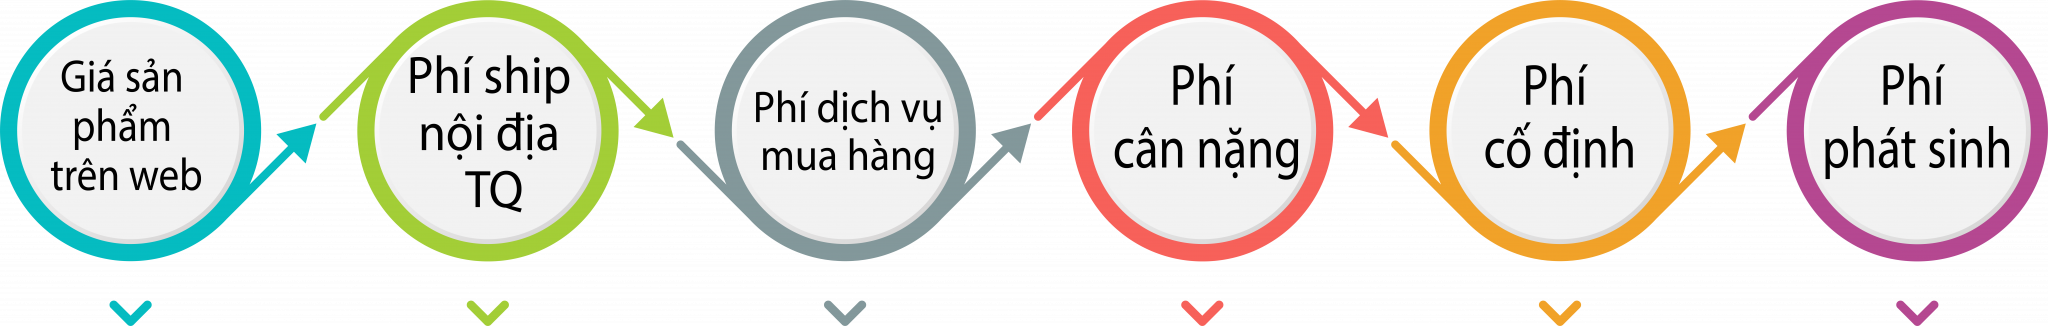 Giá sản
phẩm
trên web
Phí ship
nội địa
TQ
Phí dịch vụ
mua hàng
Phí
cân nặng
Phí
cố định
Phí
phát sinh